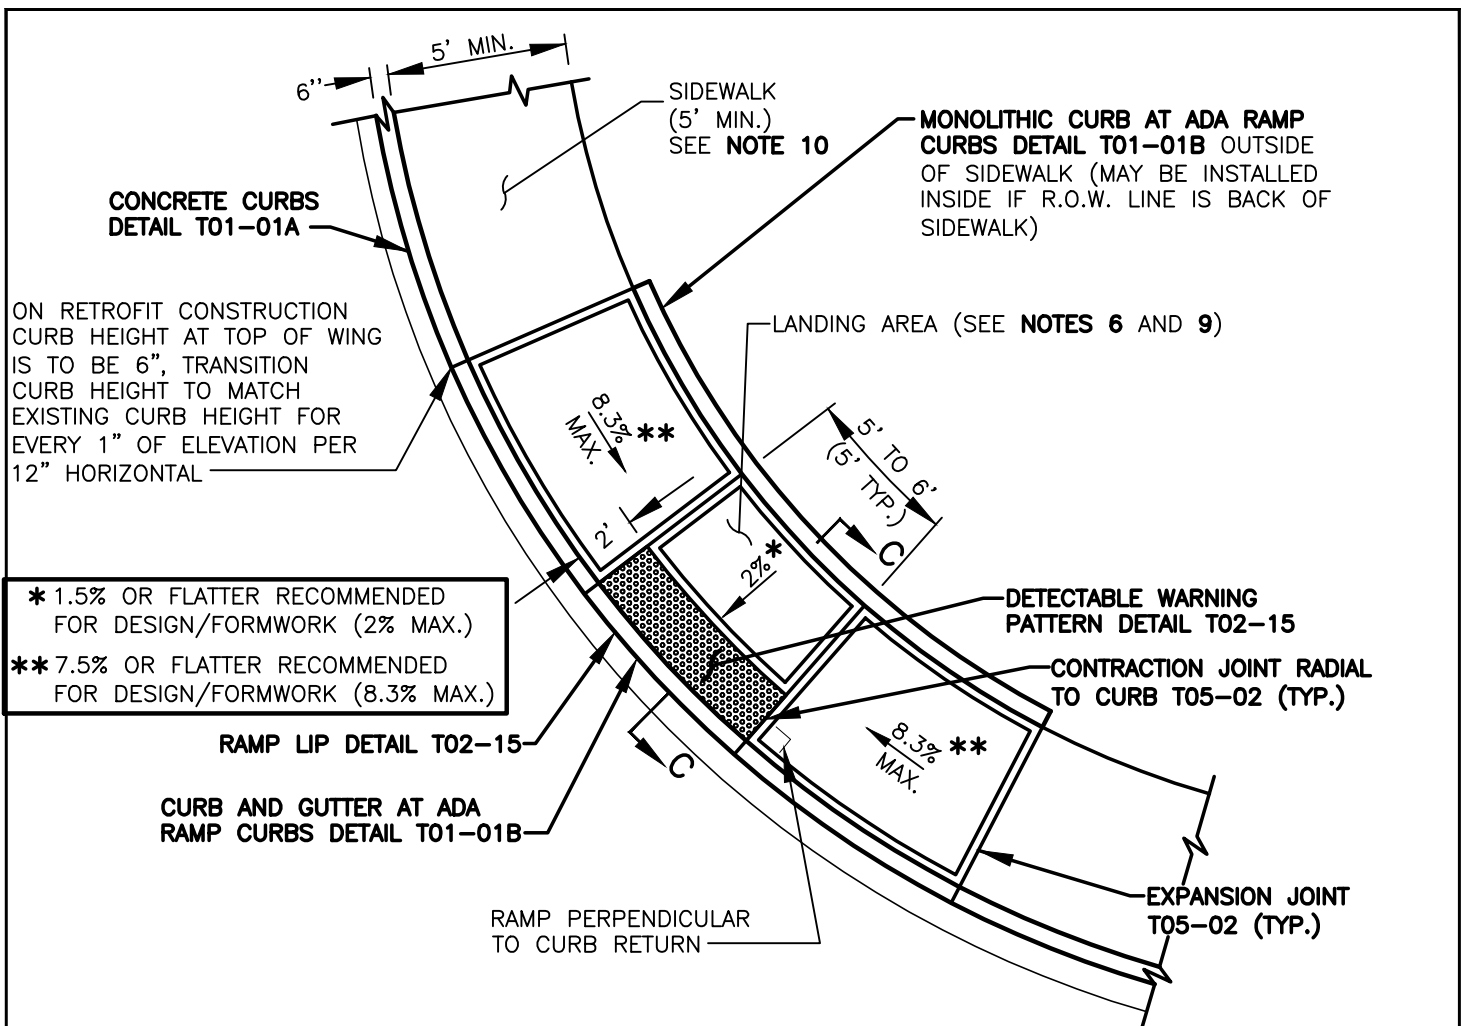 5' MIN.
6''
SIDEWALK
(5' MIN.)
SEE NOTE 10
MONOLITHIC CURB AT ADA RAMP
CURBS DETAIL T01-01B OUTSIDE
OF SIDEWALK (MAY BE INSTALLED
INSIDE IF R.O.W. LINE IS BACK OF
SIDEWALK)
CONCRETE CURBS
DETAIL T01-01A
ON RETROFIT CONSTRUCTION
CURB HEIGHT AT TOP OF WING
IS TO BE 6", TRANSITION
CURB HEIGHT TO MATCH
EXISTING CURB HEIGHT FOR
EVERY 1" OF ELEVATION PER
12" HORIZONTAL
LANDING AREA (SEE NOTES 6 AND 9)
8.3% **
MAX.
5' TO 6'
(5' TYP.)
2'
C
2% *
* 1.5% OR FLATTER RECOMMENDED
FOR DESIGN/FORMWORK (2% MAX.)
** 7.5% OR FLATTER RECOMMENDED
FOR DESIGN/FORMWORK (8.3% MAX.)
DETECTABLE WARNING
PATTERN DETAIL T02-15
CONTRACTION JOINT RADIAL
TO CURB T05-02 (TYP.)
RAMP LIP DETAIL T02-15
8.3% **
MAX.
C
CURB AND GUTTER AT ADA
RAMP CURBS DETAIL T01-01B
EXPANSION JOINT
T05-02 (TYP.)
RAMP PERPENDICULAR
TO CURB RETURN